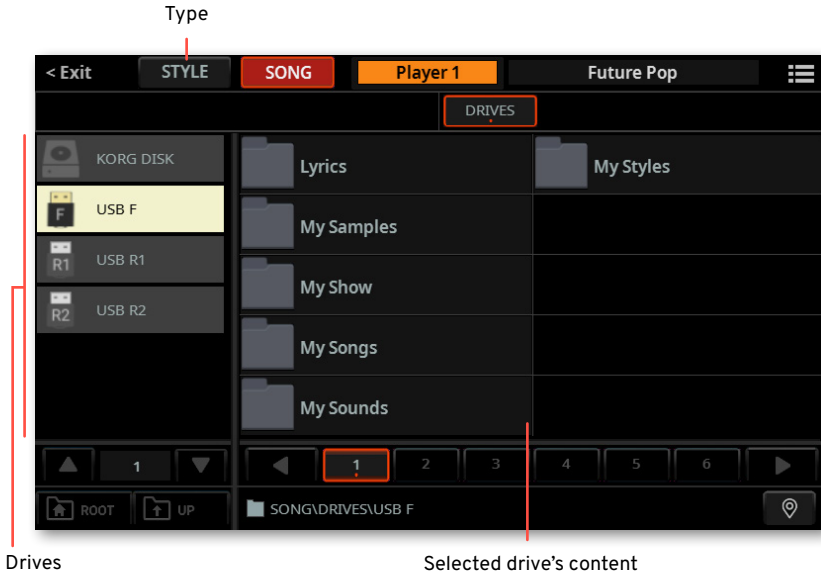 Type
< Exit STYLE SONG Player 1 Future Pop
DRIVES
KORG DISK
F USB F
R1 USB R1
R2 USB R2
Lyrics My Styles
My Samples
My Show
My Songs
My Sounds
1 1 2 3 4 5 6
ROOT UP SONG\DRIVES\USB F
Drives Selected drive’s content